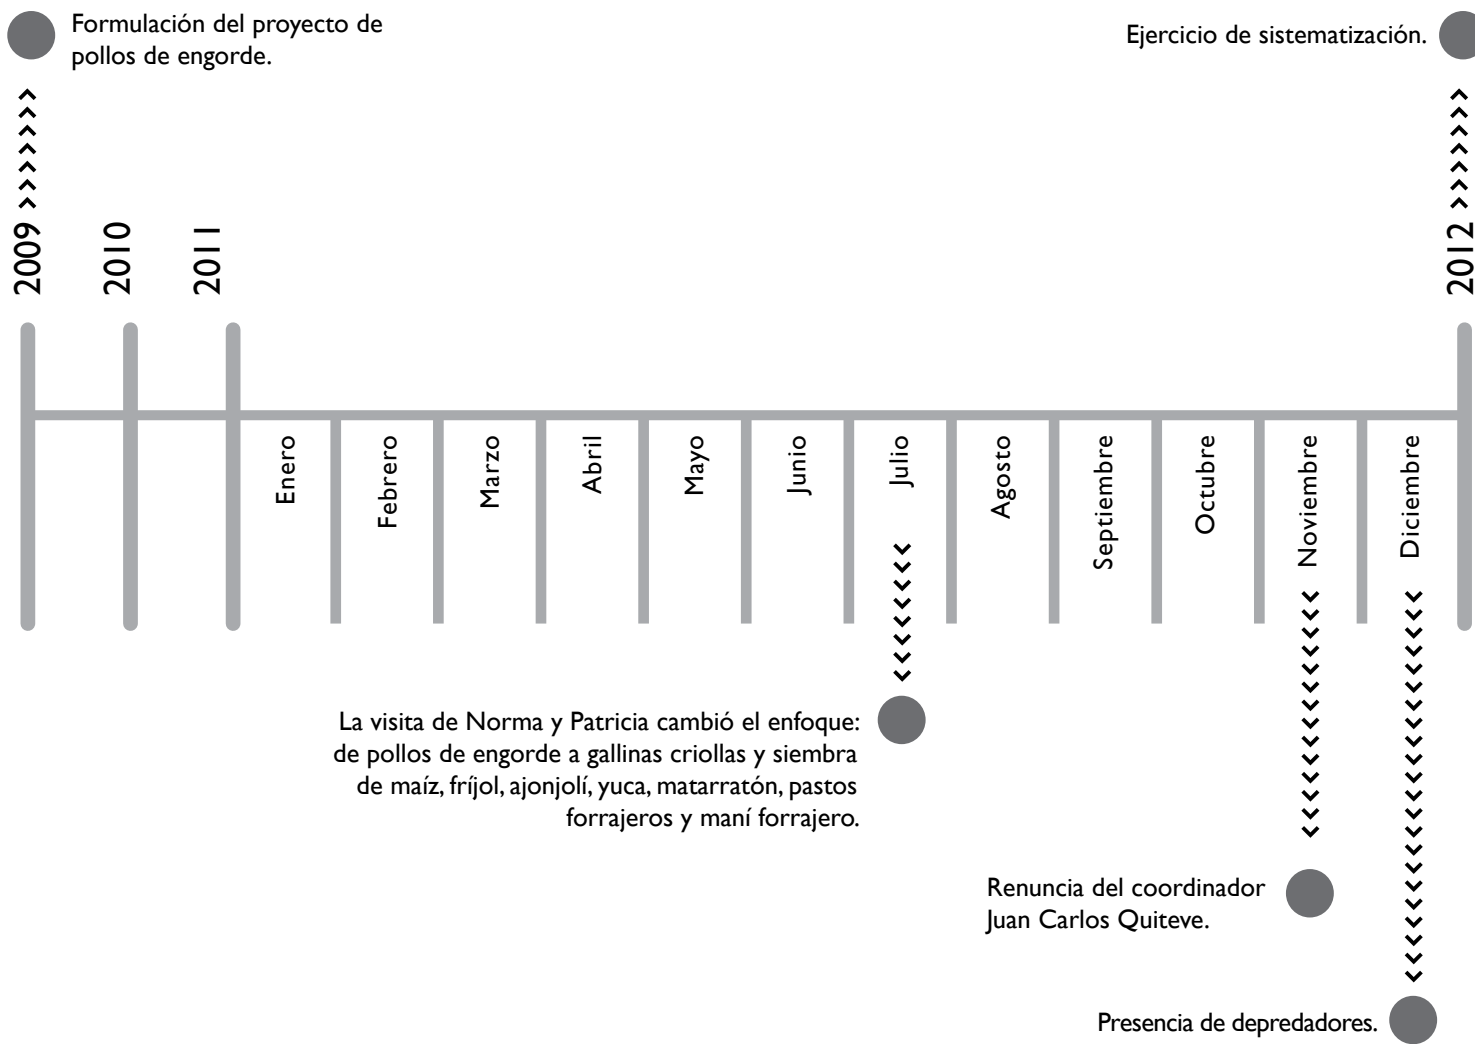 Formulación del proyecto de
pollos de engorde.
Ejercicio de sistematización.
2009
2010
2011
2012
Enero
Febrero
Marzo
Abril
Mayo
Junio
Julio
Agosto
Septiembre
Octubre
Noviembre
Diciembre
La visita de Norma y Patricia cambió el enfoque:
de pollos de engorde a gallinas criollas y siembra
de maíz, fríjol, ajonjolí, yuca, matarratón, pastos
forrajeros y maní forrajero.
Renuncia del coordinador
Juan Carlos Quiteve.
Presencia de depredadores.